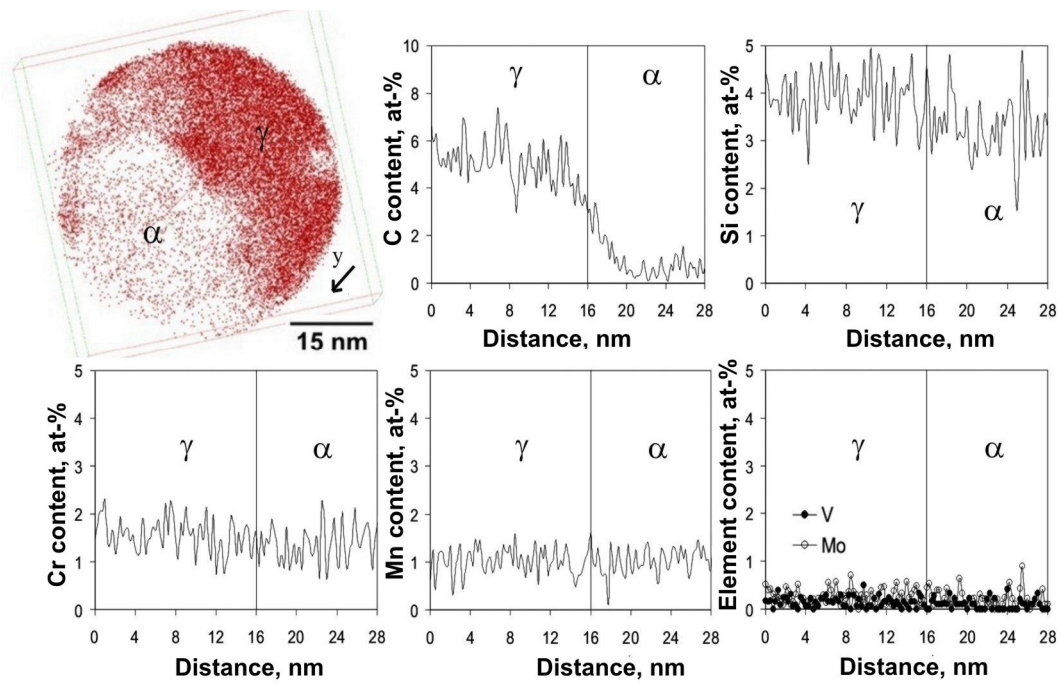 γ
α
y
15 nm
C content, at-%
10
8
6
4
2
0
γ
α
0 4 8 12 16 20 24 28
Distance, nm
Si content, at-%
5
4
3
2
1
0
γ
α
0 4 8 12 16 20 24 28
Distance, nm
Cr content, at-%
5
4
3
2
1
0
γ
α
0 4 8 12 16 20 24 28
Distance, nm
Mn content, at-%
5
4
3
2
1
0
γ
α
0 4 8 12 16 20 24 28
Distance, nm
Element content, at-%
5
4
3
2
1
0
γ
α
V
Mo
0 4 8 12 16 20 24 28
Distance, nm